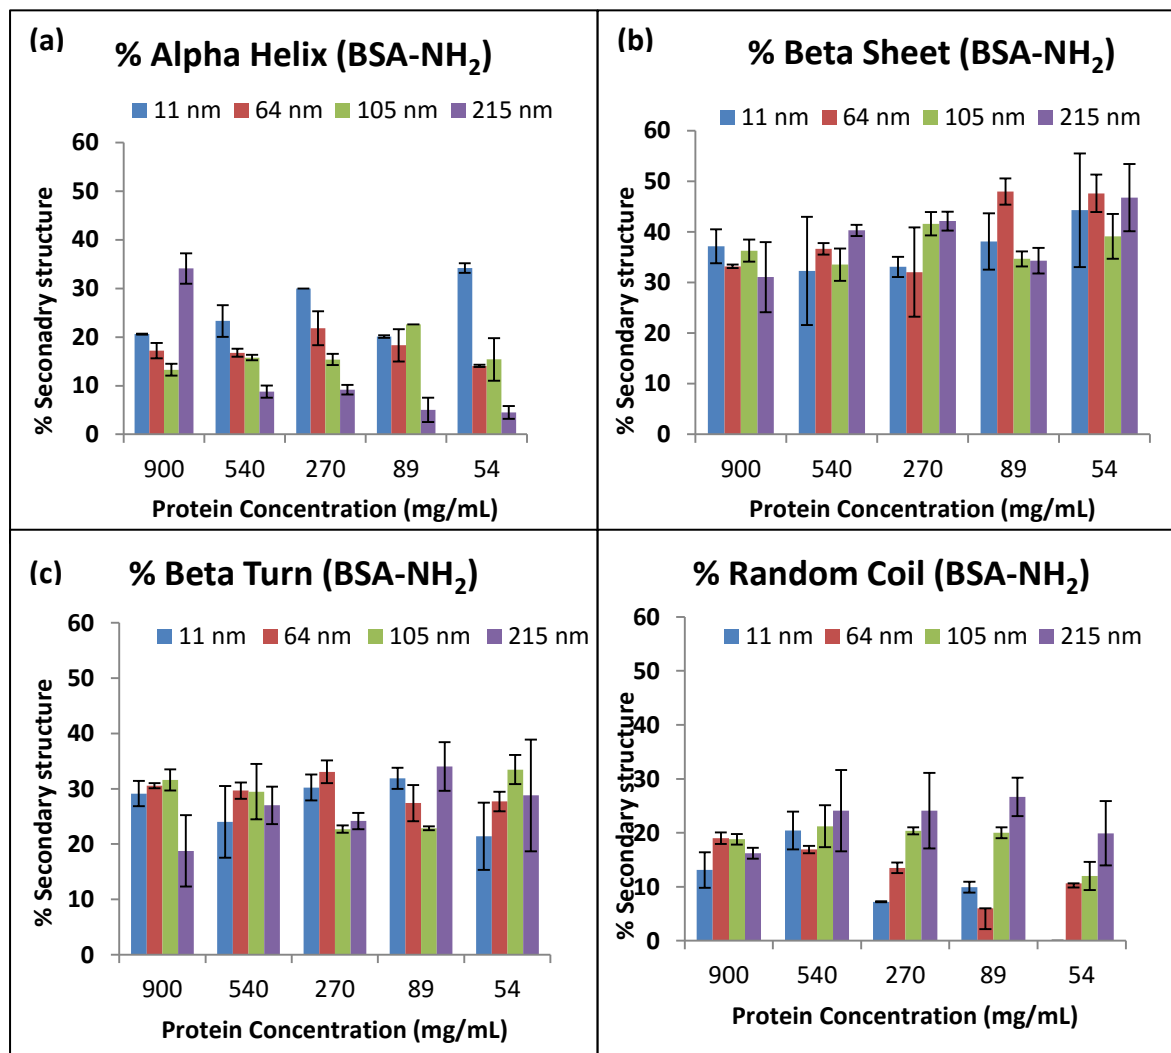 (a)
% Alpha Helix (BSA-NH₂)
11 nm 64 nm 105 nm 215 nm
60
50
40
30
20
10
0
% Seconadry structure
900 540 270 89 54
Protein Concentration (mg/mL)
(b)
% Beta Sheet (BSA-NH₂)
11 nm 64 nm 105 nm 215 nm
60
50
40
30
20
10
0
% Secondary structure
900 540 270 89 54
Protein Concentration (mg/mL)
(c)
% Beta Turn (BSA-NH₂)
11 nm 64 nm 105 nm 215 nm
60
50
40
30
20
10
0
% Secondary structure
900 540 270 89 54
Protein Concentration (mg/mL)
% Random Coil (BSA-NH₂)
11 nm 64 nm 105 nm 215 nm
60
50
40
30
20
10
0
% Secondary structure
900 540 270 89 54
Protein Concentration (mg/mL)